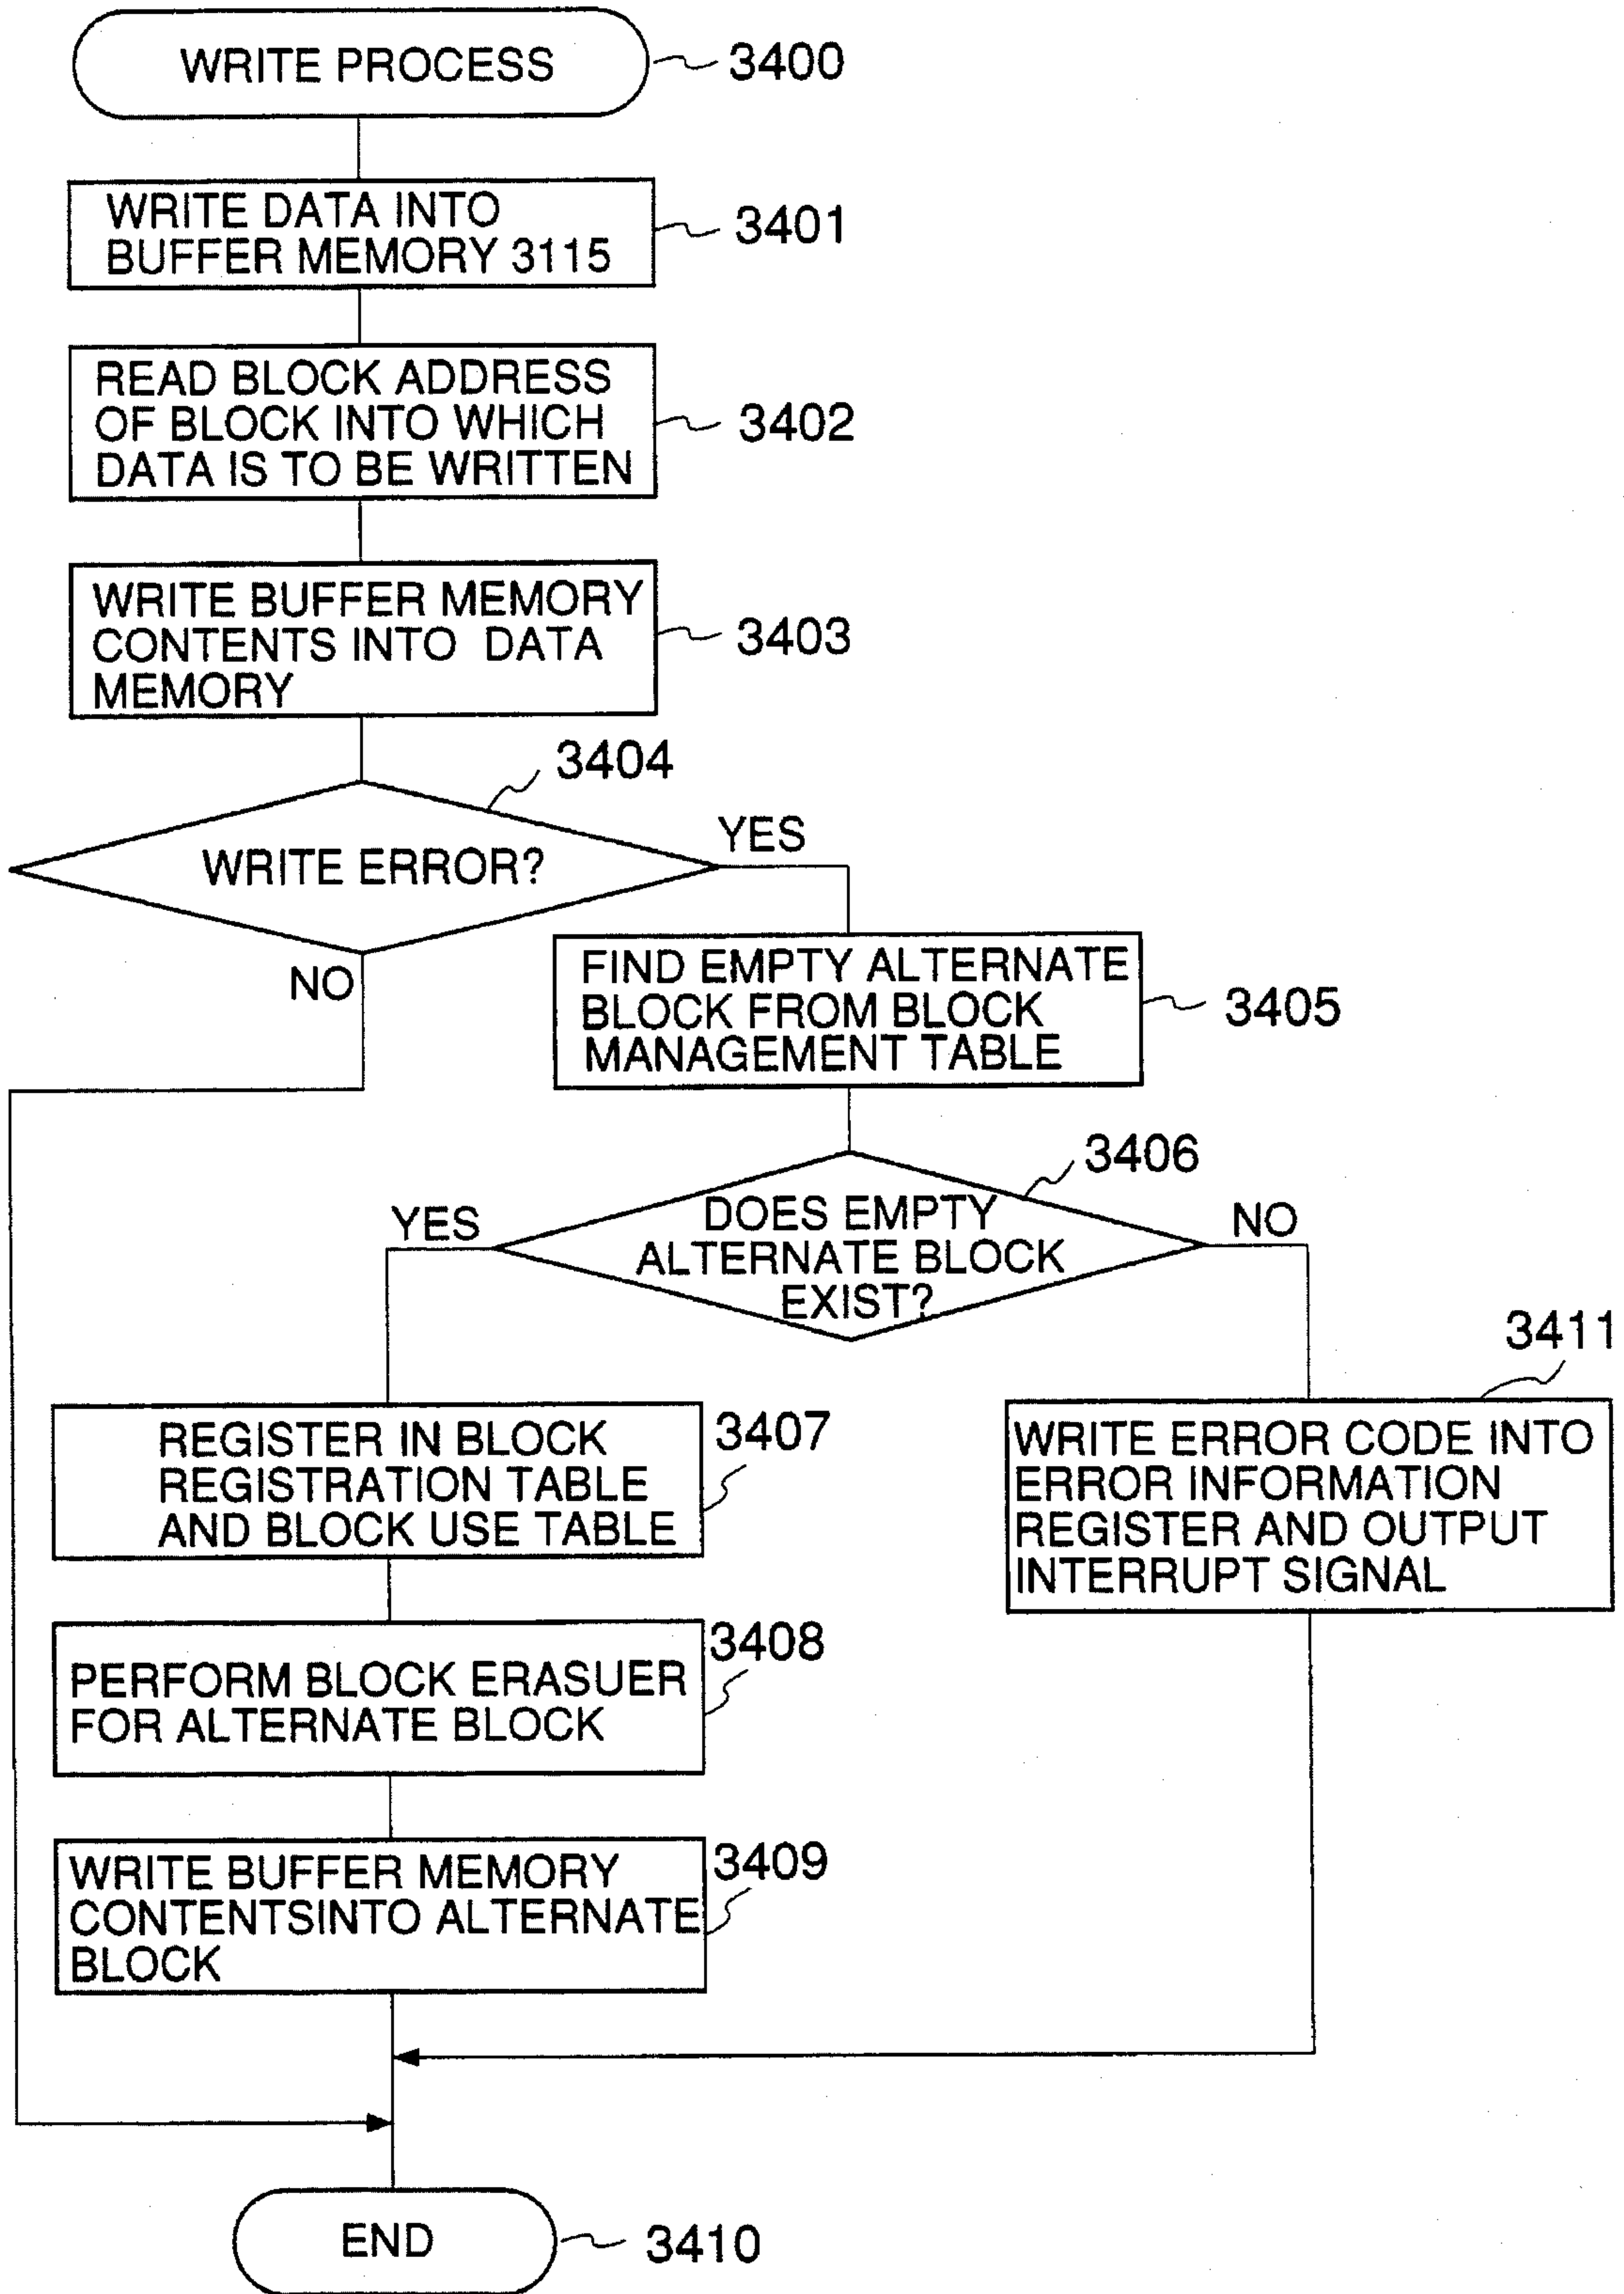 WRITE PROCESS
3400
WRITE DATA INTO
BUFFER MEMORY 3115
3401
READ BLOCK ADDRESS
OF BLOCK INTO WHICH
DATA IS TO BE WRITTEN
3402
WRITE BUFFER MEMORY
CONTENTS INTO DATA
MEMORY
3403
3404
WRITE ERROR?
YES
NO
FIND EMPTY ALTERNATE
BLOCK FROM BLOCK
MANAGEMENT TABLE
3405
3406
DOES EMPTY
ALTERNATE BLOCK
EXIST?
YES
NO
REGISTER IN BLOCK
REGISTRATION TABLE
AND BLOCK USE TABLE
3407
3411
WRITE ERROR CODE INTO
ERROR INFORMATION
REGISTER AND OUTPUT
INTERRUPT SIGNAL
PERFORM BLOCK ERASUER
FOR ALTERNATE BLOCK
3408
WRITE BUFFER MEMORY
CONTENTSINTO ALTERNATE
BLOCK
3409
END
3410